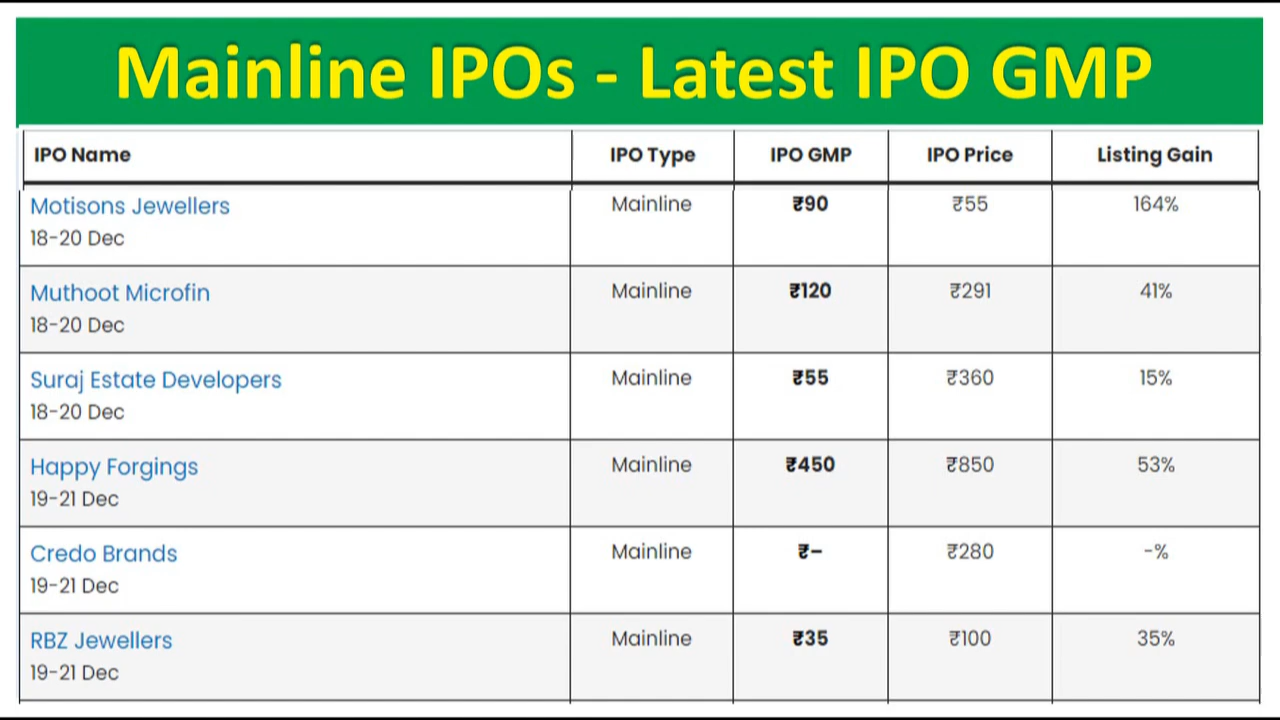 Mainline IPOs - Latest IPO GMP
IPO Name IPO Type IPO GMP IPO Price Listing Gain
Motisons Jewellers Mainline ₹90 ₹55 164%
18-20 Dec
Muthoot Microfin Mainline ₹120 ₹291 41%
18-20 Dec
Suraj Estate Developers Mainline ₹55 ₹360 15%
18-20 Dec
Happy Forgings Mainline ₹450 ₹850 53%
19-21 Dec
Credo Brands Mainline ₹– ₹280 -%
19-21 Dec
RBZ Jewellers Mainline ₹35 ₹100 35%
19-21 Dec